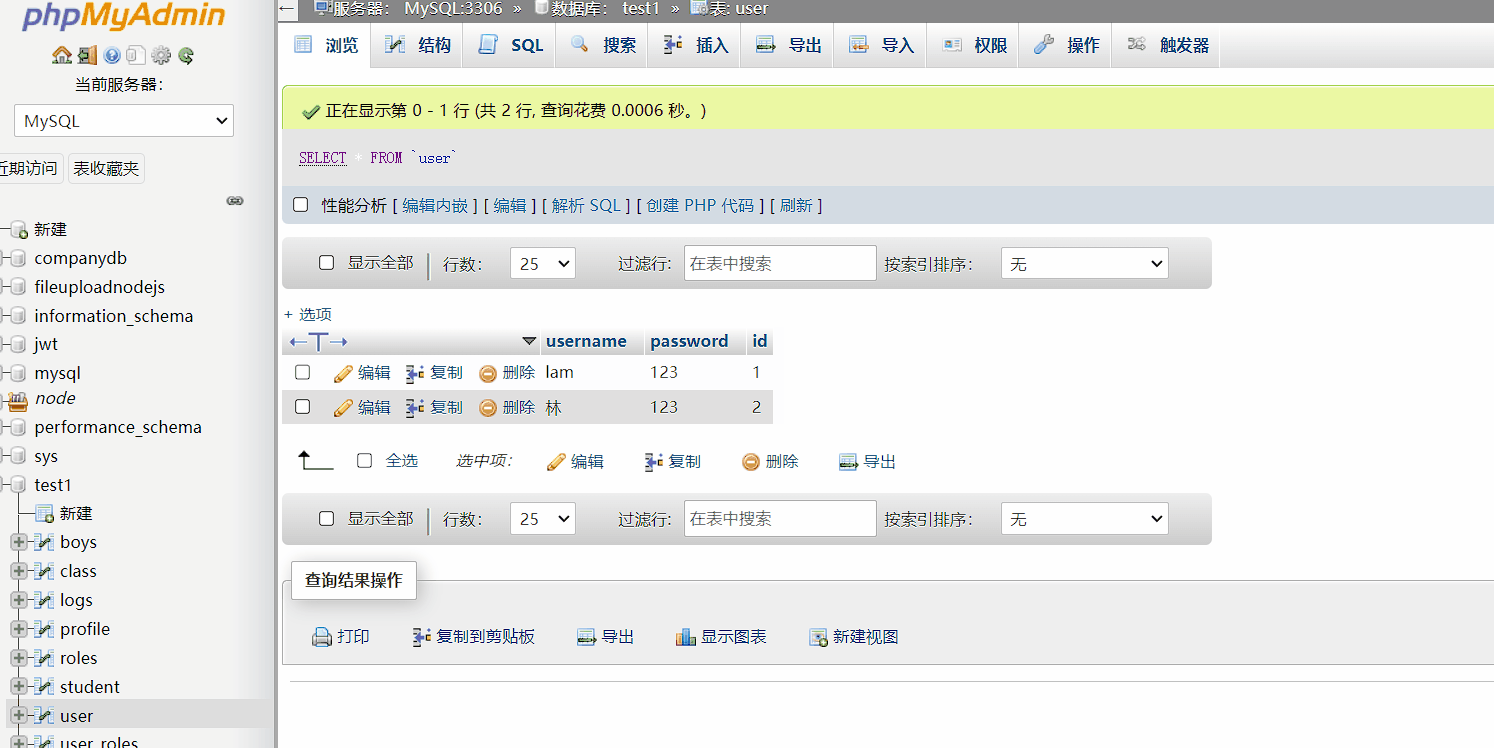 phpMyAdmin
当前服务器：
MySQL
近期访问 表收藏夹
新建
companydb
fileuploadnodejs
information_schema
jwt
mysql
node
performance_schema
sys
test1
新建
boys
class
logs
profile
roles
student
user
user_roles
服务器： MySQL:3306 » 数据库： test1 » 表: user
浏览 结构 SQL 搜索 插入 导出 导入 权限 操作 触发器
正在显示第 0 - 1 行 (共 2 行, 查询花费 0.0006 秒。)
SELECT * FROM `user`
性能分析 [ 编辑内嵌 ] [ 编辑 ] [ 解析 SQL ] [ 创建 PHP 代码 ] [ 刷新 ]
显示全部 行数： 25 过滤行: 在表中搜索 按索引排序： 无
+ 选项
←T→ username password id
编辑 复制 删除 lam 123 1
编辑 复制 删除 林 123 2
全选 选中项： 编辑 复制 删除 导出
显示全部 行数： 25 过滤行: 在表中搜索 按索引排序： 无
查询结果操作
打印 复制到剪贴板 导出 显示图表 新建视图